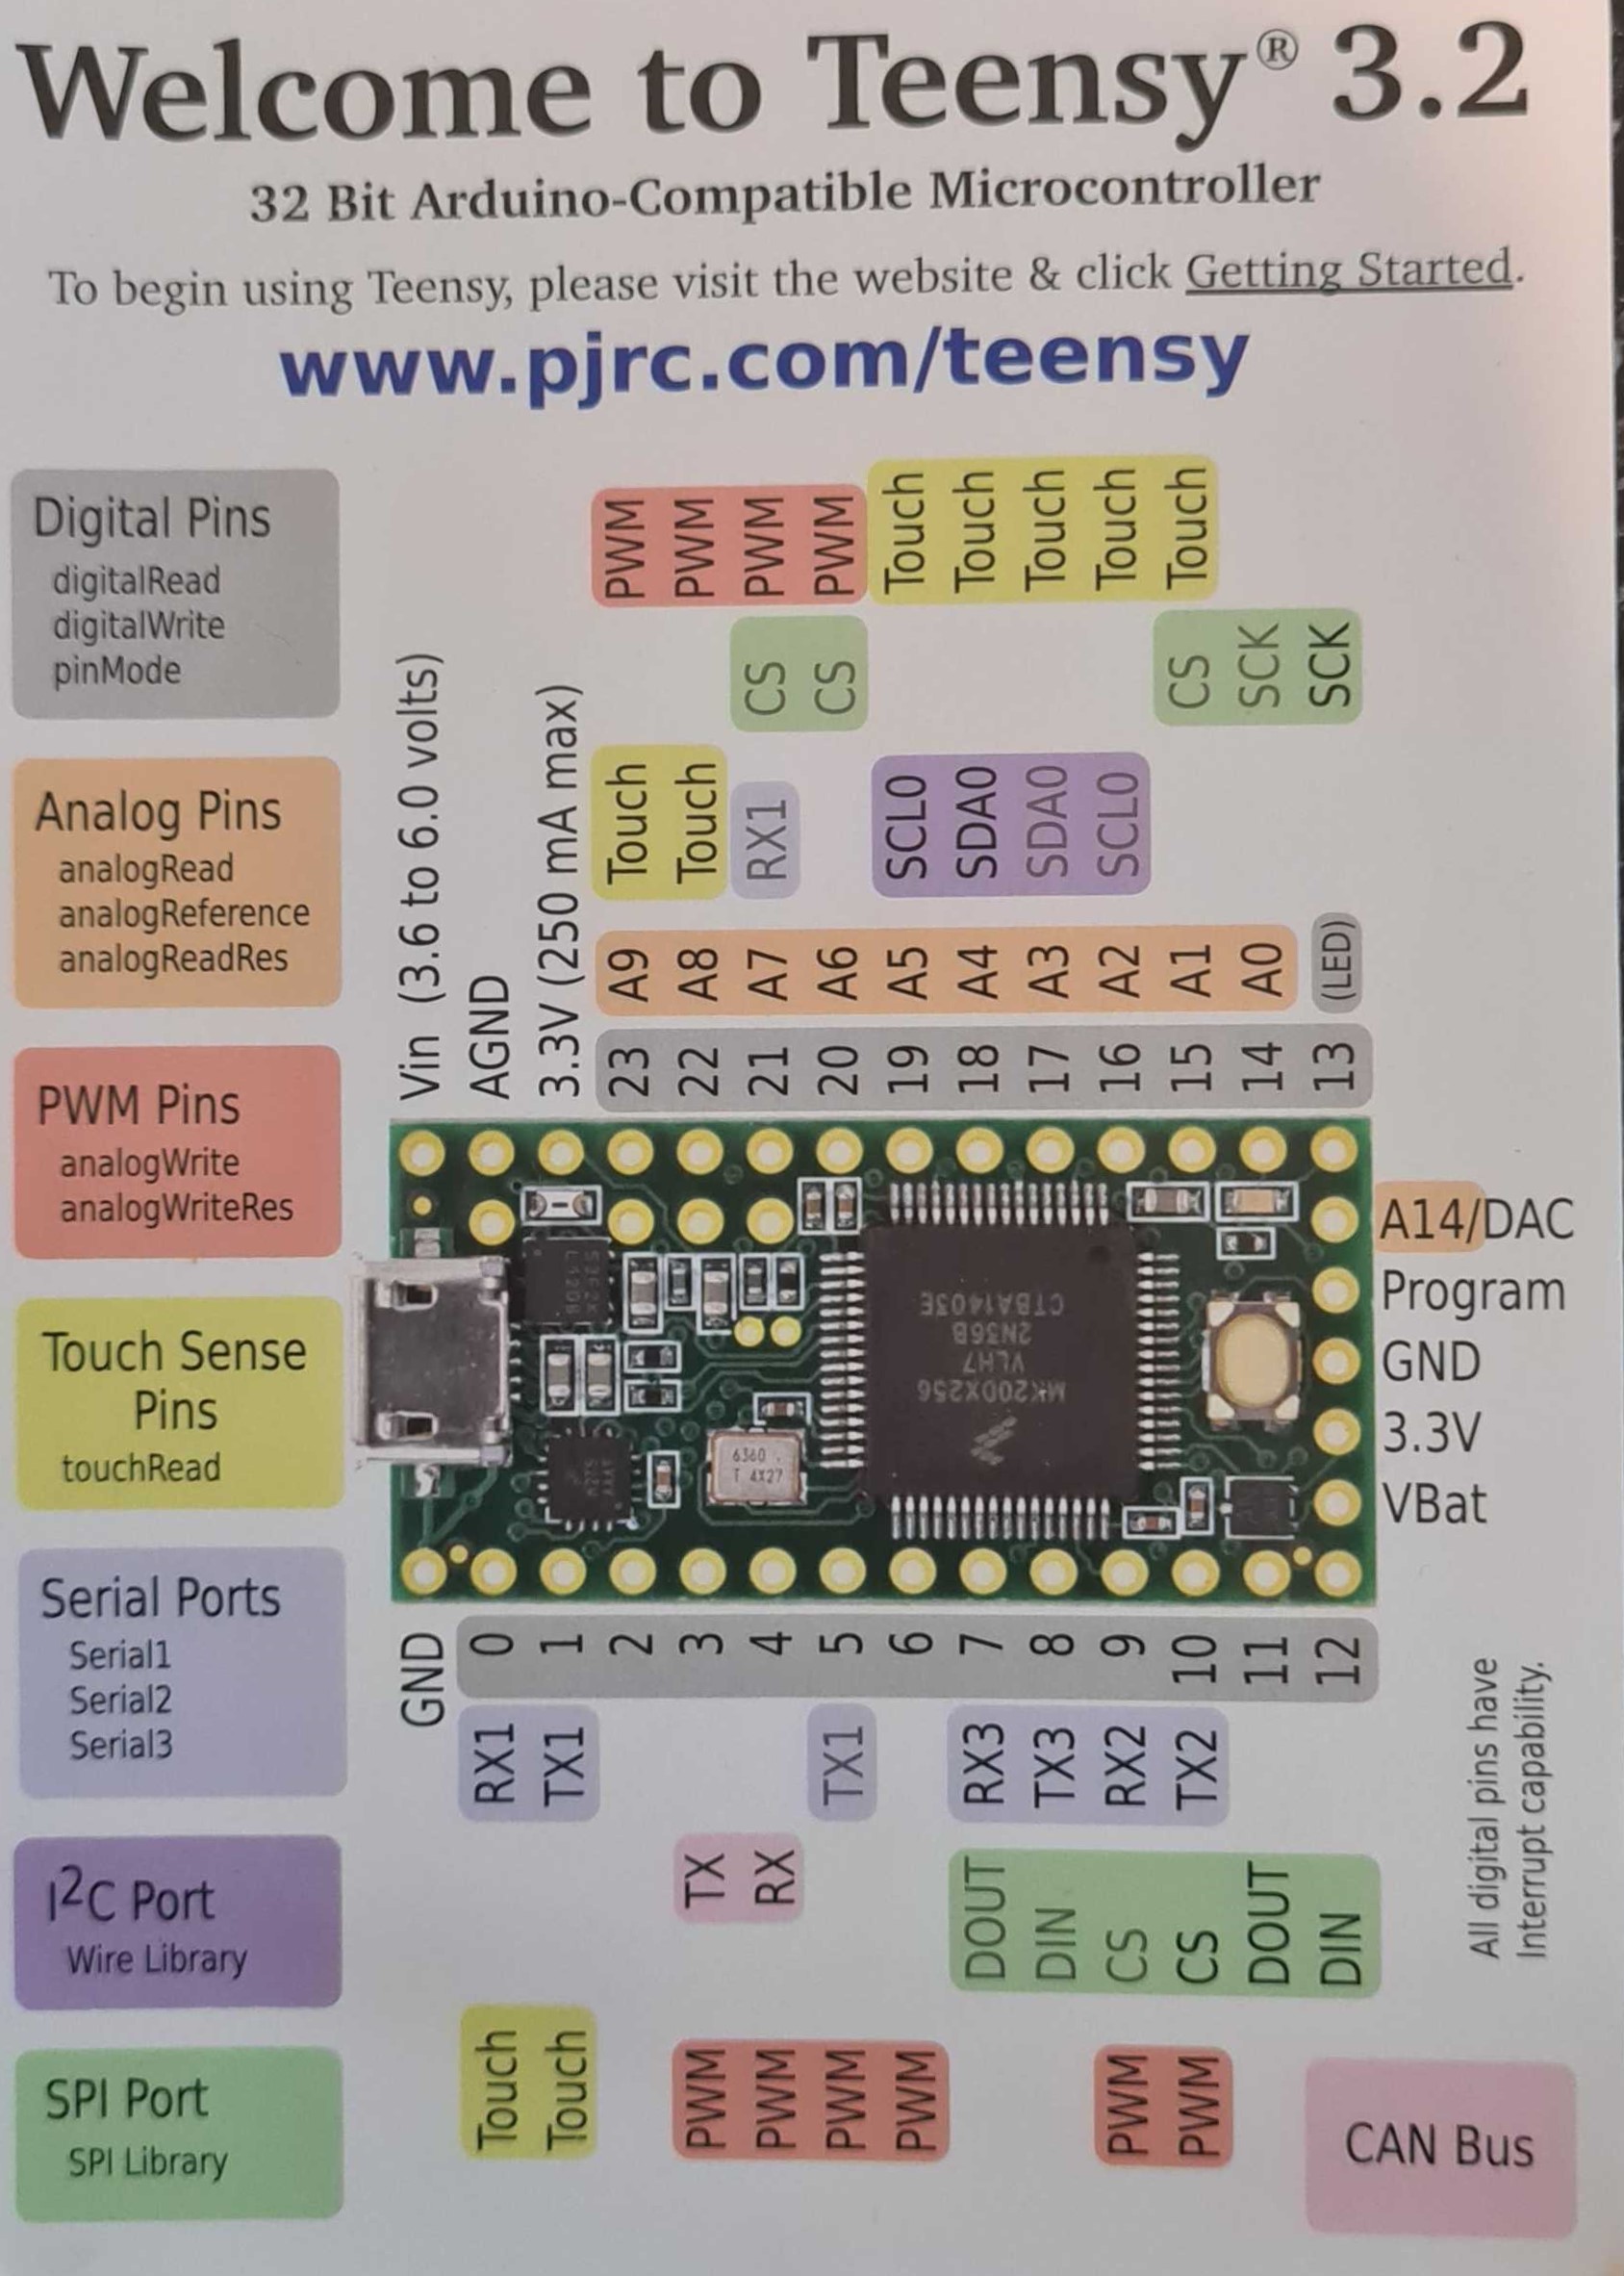 Welcome to Teensy® 3.2
32 Bit Arduino-Compatible Microcontroller
To begin using Teensy, please visit the website & click Getting Started.
www.pjrc.com/teensy
Digital Pins
digitalRead
digitalWrite
pinMode
Analog Pins
analogRead
analogReference
analogReadRes
PWM Pins
analogWrite
analogWriteRes
Touch Sense
Pins
touchRead
Serial Ports
Serial1
Serial2
Serial3
I²C Port
Wire Library
SPI Port
SPI Library
Vin (3.6 to 6.0 volts)
AGND
3.3V (250 mA max)
23 A9 Touch PWM
22 A8 Touch PWM
21 A7 RX1 CS PWM
20 A6 CS PWM
19 A5 SCL0 Touch
18 A4 SDA0 Touch
17 A3 SDA0 Touch
16 A2 SCL0 Touch
15 A1 CS Touch
14 A0 SCK
13 (LED) SCK
A14/DAC
Program
GND
3.3V
VBat
MK20DX256
VLH7
2N36B
CTBA1403E
6360
T 4X27
GND
0 RX1 Touch
1 TX1 Touch
2
3 TX PWM
4 RX PWM
5 TX1 PWM
6 PWM
7 RX3 DOUT
8 TX3 DIN
9 RX2 CS PWM
10 TX2 CS PWM
11 DOUT
12 DIN
All digital pins have
Interrupt capability.
CAN Bus